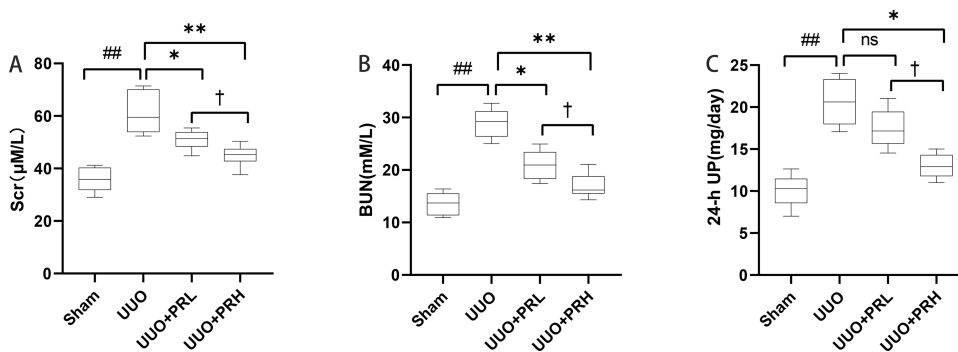 A
Scr(μM/L)
80
60
40
20
0
##
**
*
†
Sham
UUO
UUO+PRL
UUO+PRH
B
BUN(mM/L)
40
30
20
10
0
##
**
*
†
Sham
UUO
UUO+PRL
UUO+PRH
C
24-h UP(mg/day)
25
20
15
10
5
0
##
*
ns
†
Sham
UUO
UUO+PRL
UUO+PRH